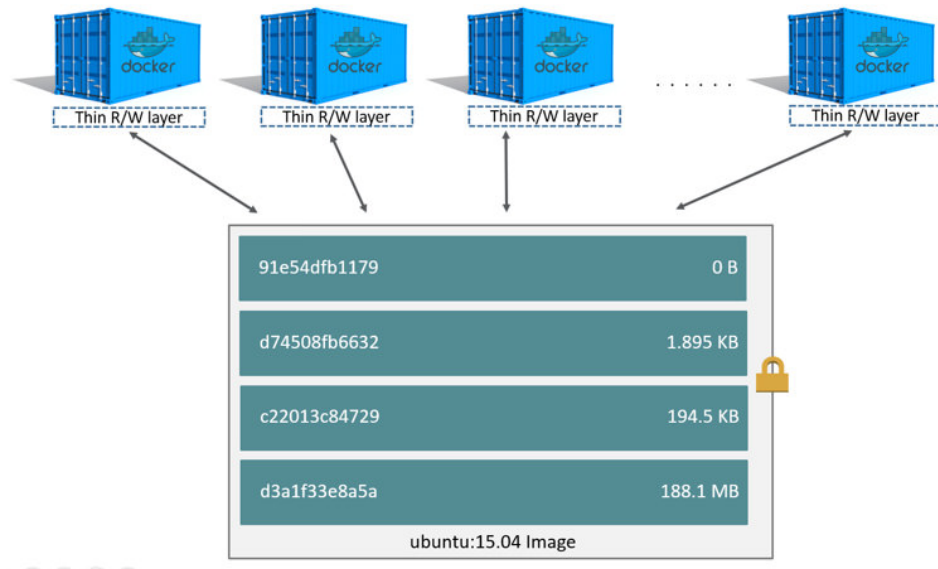 docker docker docker docker
Thin R/W layer Thin R/W layer Thin R/W layer . . . . . . Thin R/W layer
91e54dfb1179 0 B
d74508fb6632 1.895 KB
c22013c84729 194.5 KB
d3a1f33e8a5a 188.1 MB
ubuntu:15.04 Image